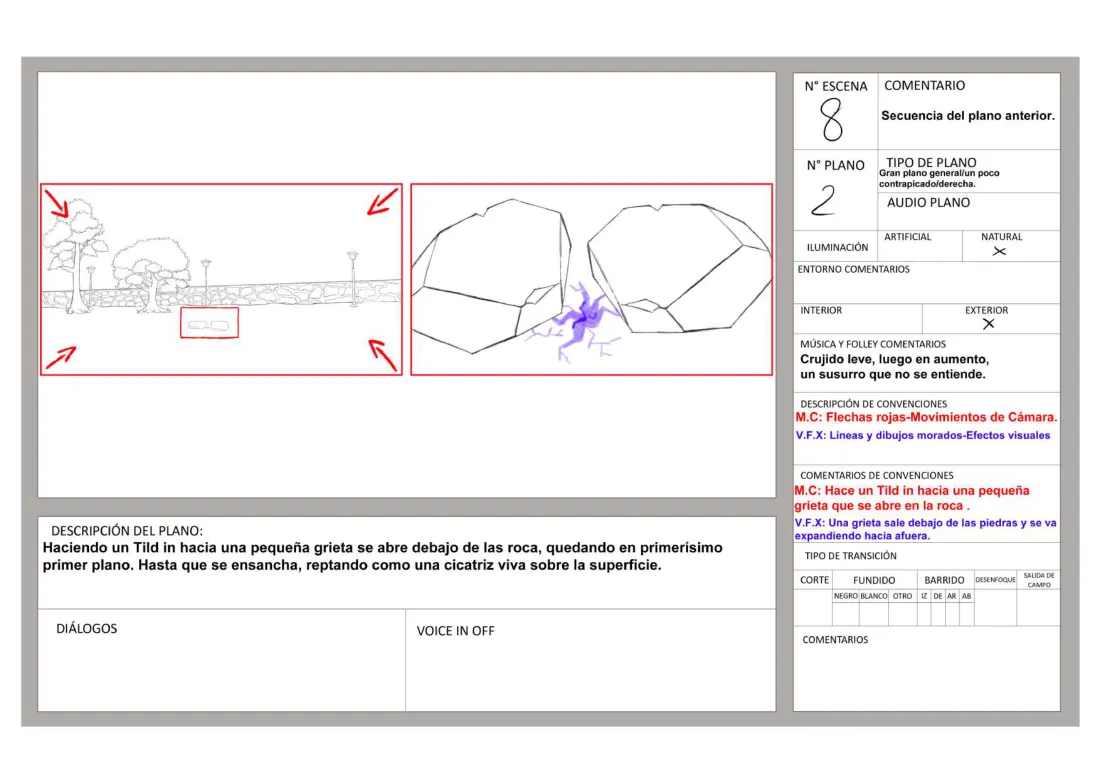 N° ESCENA
8
COMENTARIO
Secuencia del plano anterior.
N° PLANO
2
TIPO DE PLANO
Gran plano general/un poco
contrapicado/derecha.
AUDIO PLANO
ILUMINACIÓN
ARTIFICIAL
NATURAL
X
ENTORNO COMENTARIOS
INTERIOR
EXTERIOR
X
MÚSICA Y FOLLEY COMENTARIOS
Crujido leve, luego en aumento,
un susurro que no se entiende.
DESCRIPCIÓN DE CONVENCIONES
M.C: Flechas rojas-Movimientos de Cámara.
V.F.X: Lineas y dibujos morados-Efectos visuales
COMENTARIOS DE CONVENCIONES
M.C: Hace un Tild in hacia una pequeña
grieta que se abre en la roca .
V.F.X: Una grieta sale debajo de las piedras y se va
expandiendo hacia afuera.
TIPO DE TRANSICIÓN
CORTE
FUNDIDO
BARRIDO
DESENFOQUE
SALIDA DE
CAMPO
NEGRO BLANCO OTRO IZ DE AR AB
COMENTARIOS
DESCRIPCIÓN DEL PLANO:
Haciendo un Tild in hacia una pequeña grieta se abre debajo de las roca, quedando en primerísimo
primer plano. Hasta que se ensancha, reptando como una cicatriz viva sobre la superficie.
DIÁLOGOS
VOICE IN OFF